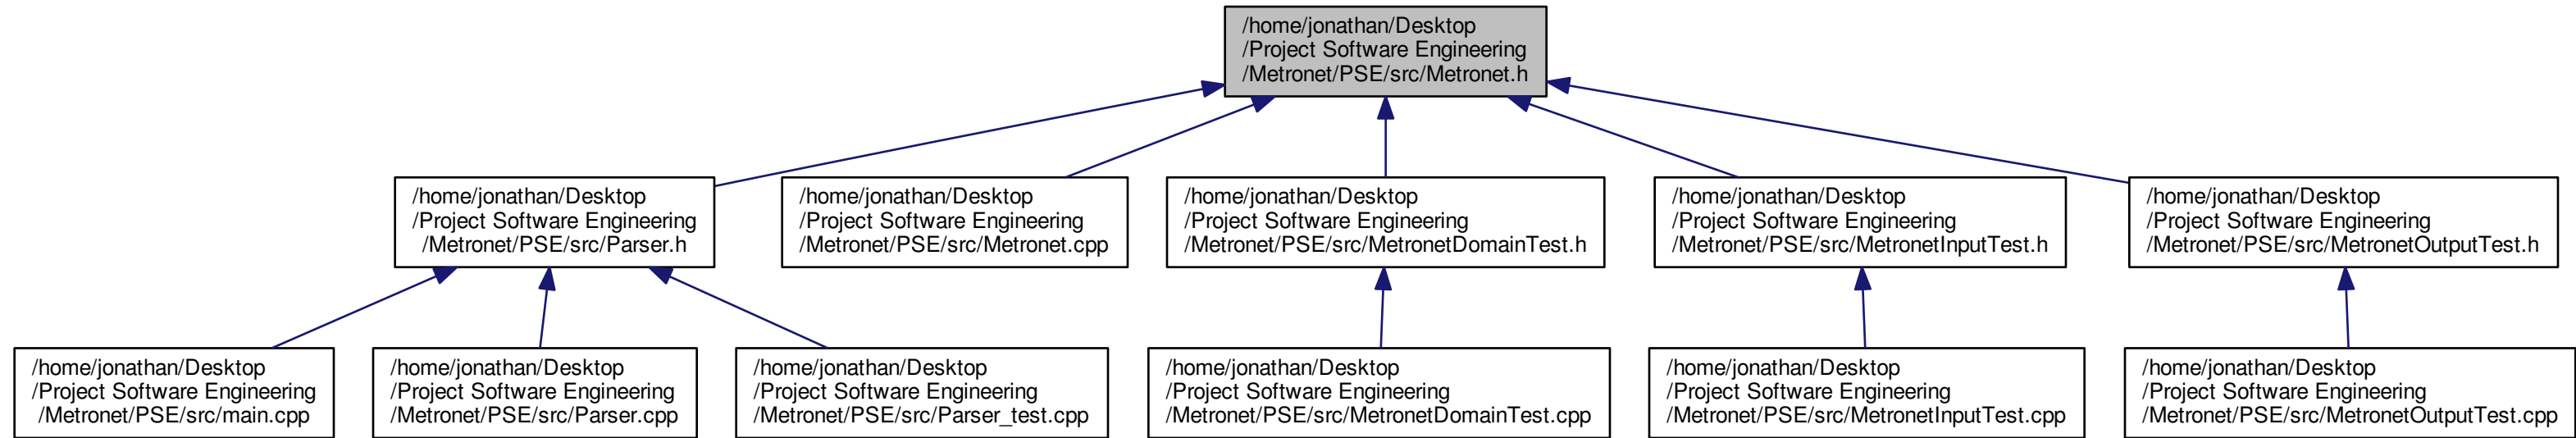 /home/jonathan/Desktop
/Project Software Engineering
/Metronet/PSE/src/Metronet.h
/home/jonathan/Desktop
/Project Software Engineering
/Metronet/PSE/src/Parser.h
/home/jonathan/Desktop
/Project Software Engineering
/Metronet/PSE/src/Metronet.cpp
/home/jonathan/Desktop
/Project Software Engineering
/Metronet/PSE/src/MetronetDomainTest.h
/home/jonathan/Desktop
/Project Software Engineering
/Metronet/PSE/src/MetronetInputTest.h
/home/jonathan/Desktop
/Project Software Engineering
/Metronet/PSE/src/MetronetOutputTest.h
/home/jonathan/Desktop
/Project Software Engineering
/Metronet/PSE/src/main.cpp
/home/jonathan/Desktop
/Project Software Engineering
/Metronet/PSE/src/Parser.cpp
/home/jonathan/Desktop
/Project Software Engineering
/Metronet/PSE/src/Parser_test.cpp
/home/jonathan/Desktop
/Project Software Engineering
/Metronet/PSE/src/MetronetDomainTest.cpp
/home/jonathan/Desktop
/Project Software Engineering
/Metronet/PSE/src/MetronetInputTest.cpp
/home/jonathan/Desktop
/Project Software Engineering
/Metronet/PSE/src/MetronetOutputTest.cpp